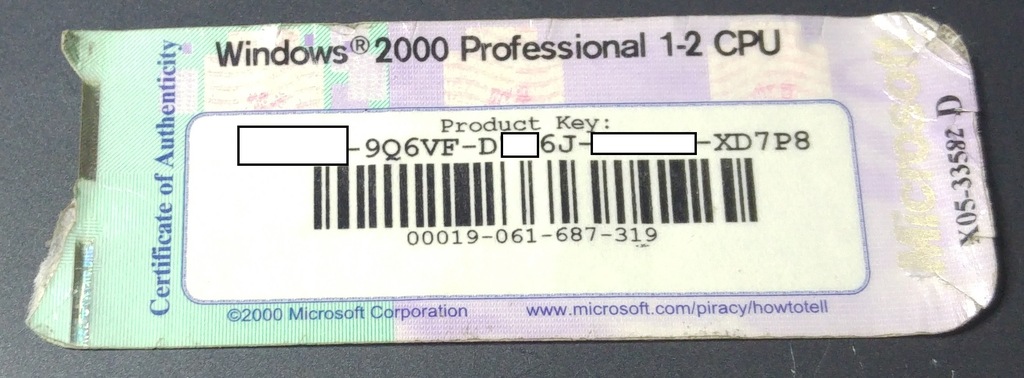 Windows® 2000 Professional 1-2 CPU
Certificate of Authenticity
Product Key:
-9Q6VF-D 6J- -XD7P8
00019-061-687-319
©2000 Microsoft Corporation
www.microsoft.com/piracy/howtotell
Microsoft
X05-33582 D